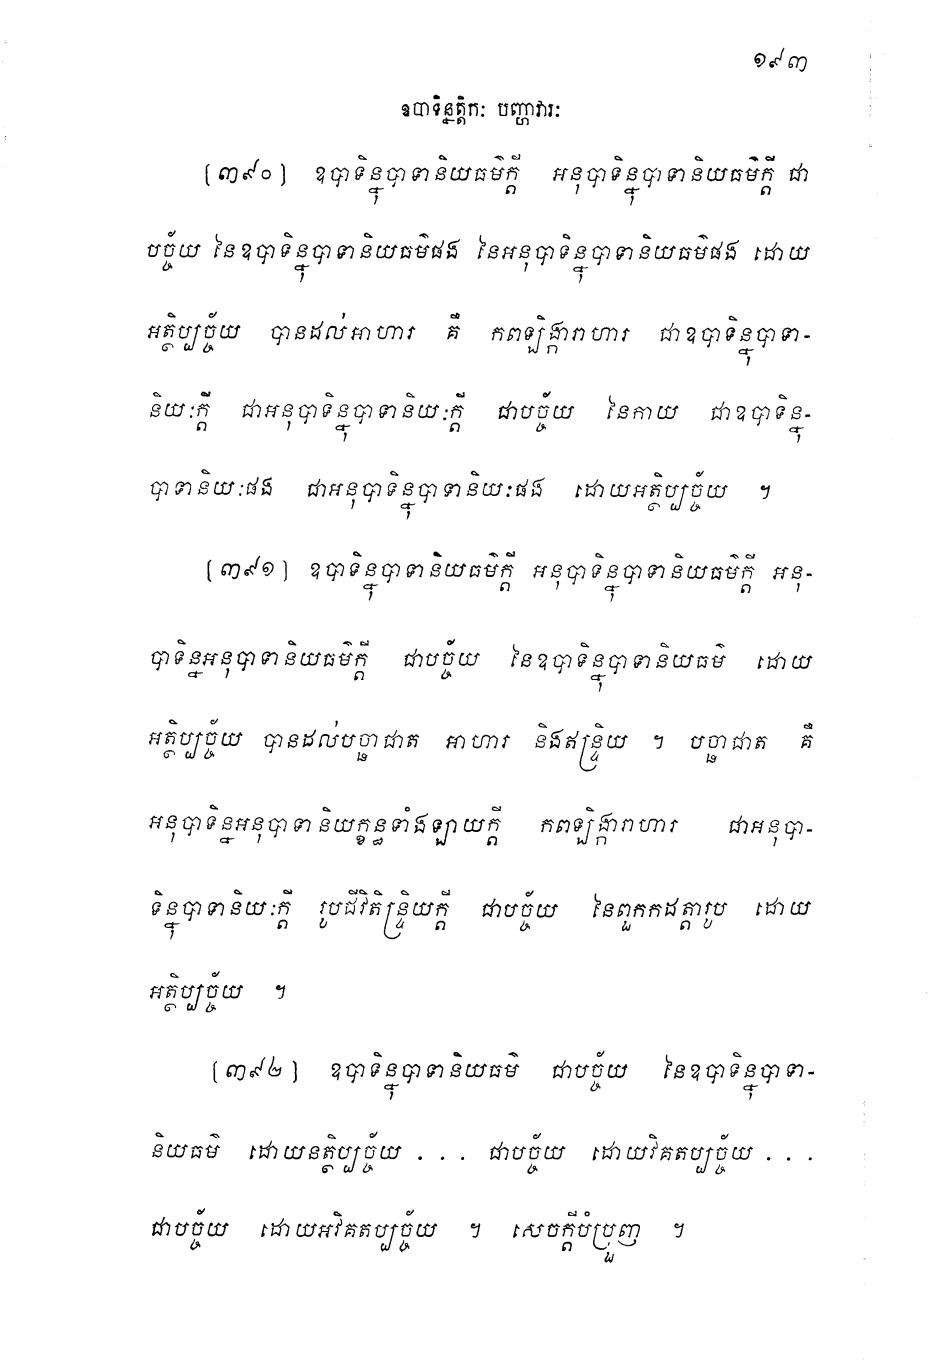 ១៩៣
ឧបាទិន្នត្តិកៈ បញ្ហាវារៈ
(៣៩០) ឧបាទិន្នុបាទានិយធម៌ក្តី អនុបាទិន្នុបាទានិយធម៌ក្តី ជា
បច្ច័យ នៃឧបាទិន្នុបាទានិយធម៌ផង នៃអនុបាទិន្នុបាទានិយធម៌ផង ដោយ
អត្ថិប្បច្ច័យ បានដល់អាហារ គឺ កពឡិង្ការាហារ ជាឧបាទិន្នុបាទា-
និយៈក្តី ជាអនុបាទិន្នុបាទានិយៈក្តី ជាបច្ច័យ នៃកាយ ជាឧបាទិន្នុ-
បាទានិយៈផង ជាអនុបាទិន្នុបាទានិយៈផង ដោយអត្ថិប្បច្ច័យ ។
(៣៩១) ឧបាទិន្នុបាទានិយធម៌ក្តី អនុបាទិន្នុបាទានិយធម៌ក្តី អនុ-
បាទិន្នអនុបាទានិយធម៌ក្តី ជាបច្ច័យ នៃឧបាទិន្នុបាទានិយធម៌ ដោយ
អត្ថិប្បច្ច័យ បានដល់បច្ឆាជាត អាហារ និងឥន្ទ្រិយ ។ បច្ឆាជាត គឺ
អនុបាទិន្នអនុបាទានិយក្ខន្ធទាំងឡាយក្តី កពឡិង្ការាហារ ជាអនុបា-
ទិន្នុបាទានិយៈក្តី រូបជីវិតិន្ទ្រិយក្តី ជាបច្ច័យ នៃពួកកដត្តារូប ដោយ
អត្ថិប្បច្ច័យ ។
(៣៩២) ឧបាទិន្នុបាទានិយធម៌ ជាបច្ច័យ នៃឧបាទិន្នុបាទា-
និយធម៌ ដោយនត្ថិប្បច្ច័យ . . . ជាបច្ច័យ ដោយវិគតប្បច្ច័យ . . .
ជាបច្ច័យ ដោយអវិគតប្បច្ច័យ ។ សេចក្តីបំប្រួញ ។